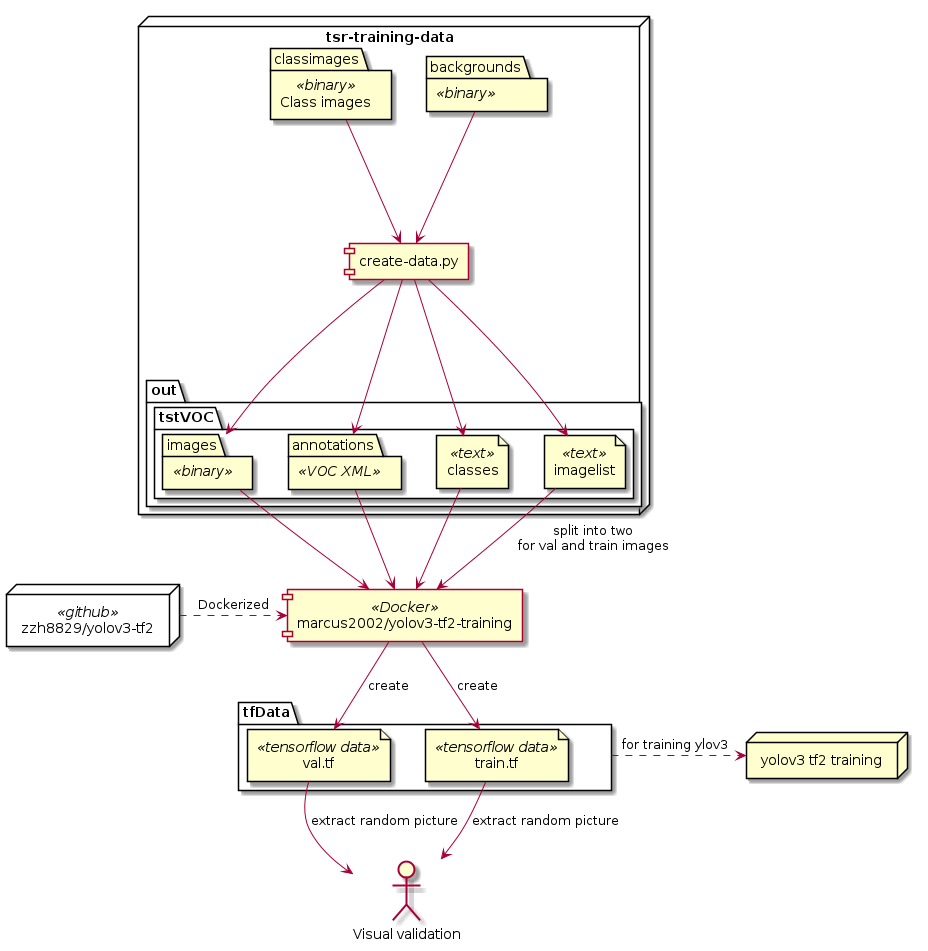 tsr-training-data
classimages
«binary»
Class images
backgrounds
«binary»
create-data.py
out
tstVOC
images
«binary»
annotations
«VOC XML»
«text»
classes
«text»
imagelist
split into two
for val and train images
«github»
zzh8829/yolov3-tf2
Dockerized
«Docker»
marcus2002/yolov3-tf2-training
create
create
tfData
«tensorflow data»
val.tf
«tensorflow data»
train.tf
for training ylov3
yolov3 tf2 training
extract random picture
extract random picture
Visual validation